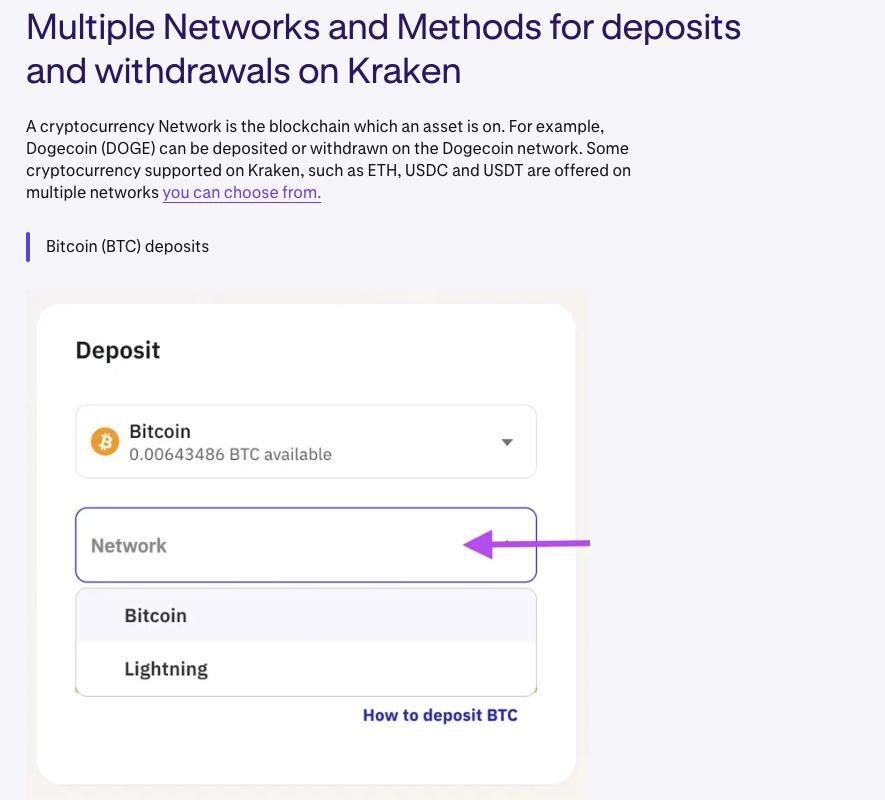 Multiple Networks and Methods for deposits
and withdrawals on Kraken
A cryptocurrency Network is the blockchain which an asset is on. For example,
Dogecoin (DOGE) can be deposited or withdrawn on the Dogecoin network. Some
cryptocurrency supported on Kraken, such as ETH, USDC and USDT are offered on
multiple networks you can choose from.
Bitcoin (BTC) deposits
Deposit
Bitcoin
0.00643486 BTC available
Network
Bitcoin
Lightning
How to deposit BTC